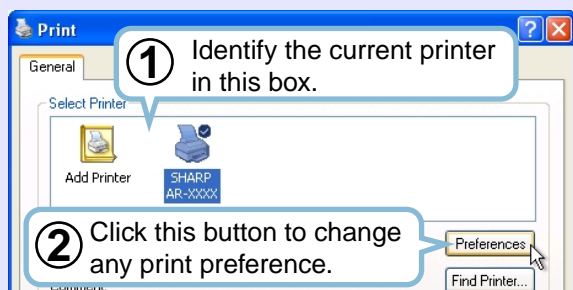 Print
General
1
Identify the current printer
in this box.
Select Printer
Add Printer
SHARP
AR-XXXX
2
Click this button to change
any print preference.
Preferences
Find Printer...